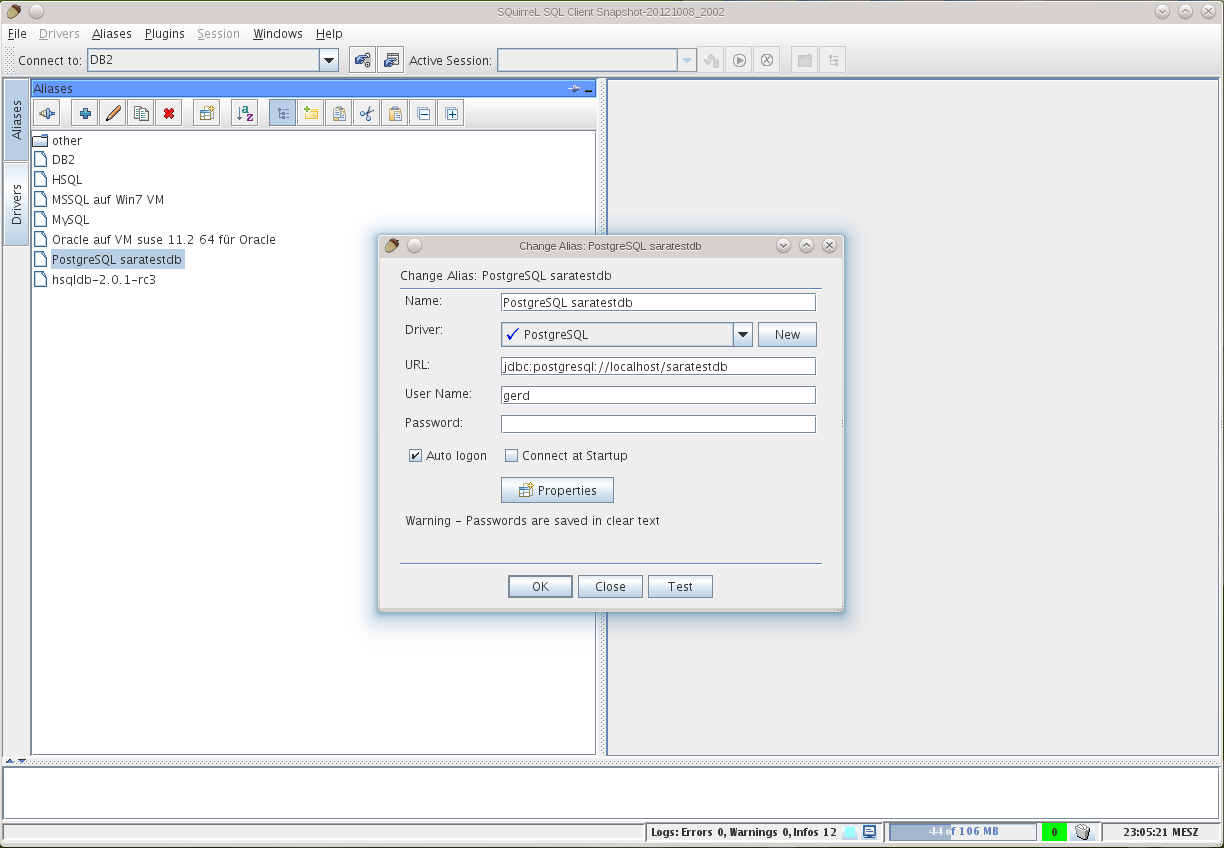 SQuirreL SQL Client Snapshot-20121008_2002
File Drivers Aliases Plugins Session Windows Help
Connect to: DB2 Active Session:
Aliases
Drivers
Aliases
other
DB2
HSQL
MSSQL auf Win7 VM
MySQL
Oracle auf VM suse 11.2 64 für Oracle
PostgreSQL saratestdb
hsqldb-2.0.1-rc3
Change Alias: PostgreSQL saratestdb
Change Alias: PostgreSQL saratestdb
Name: PostgreSQL saratestdb
Driver: PostgreSQL New
URL: jdbc:postgresql://localhost/saratestdb
User Name: gerd
Password:
Auto logon Connect at Startup
Properties
Warning - Passwords are saved in clear text
OK Close Test
Logs: Errors 0, Warnings 0, Infos 12 44 of 106 MB 0 23:05:21 MESZ